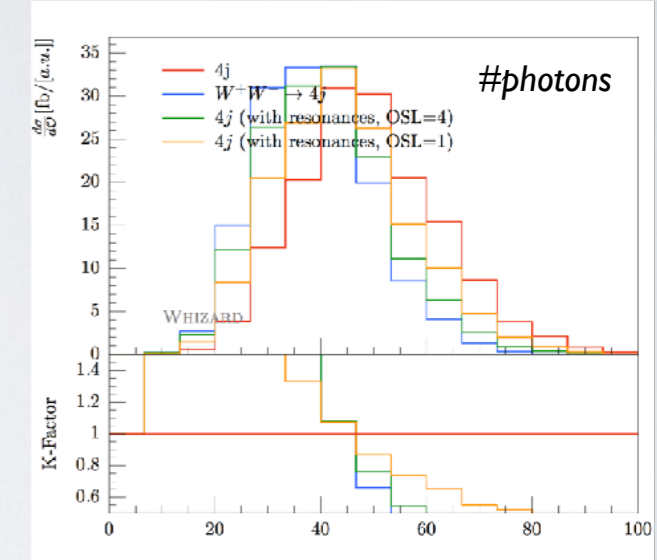 35
30
25
20
15
10
5
0
dσ/dO [fb/[a.u.]]
#photons
4j
W⁺W⁻ → 4j
4j (with resonances, OSL=4)
4j (with resonances, OSL=1)
WHIZARD
1.4
1.2
1
0.8
0.6
K-Factor
0 20 40 60 80 100